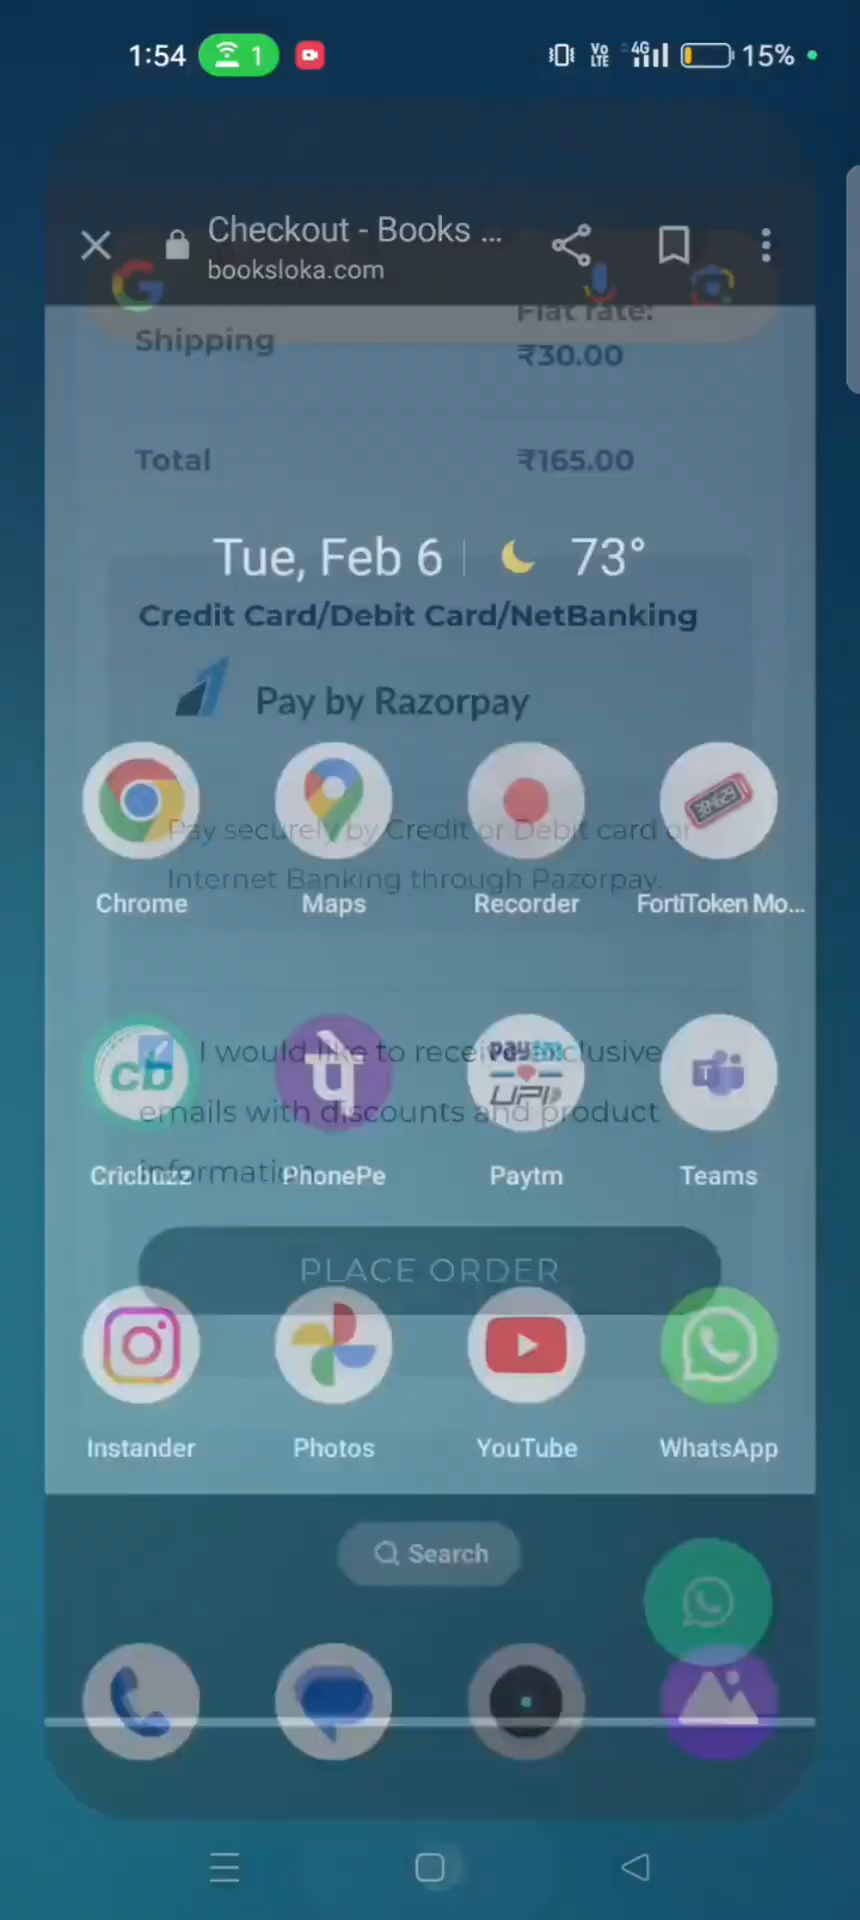 1:54 1 Vo LTE 4G 15%
Checkout - Books ...
booksloka.com
Flat rate:
Shipping
₹30.00
Total ₹165.00
Tue, Feb 6 73°
Credit Card/Debit Card/NetBanking
Pay by Razorpay
Pay securely by Credit or Debit card or
Internet Banking through Razorpay.
Chrome Maps Recorder FortiToken Mo...
I would like to receive exclusive
emails with discounts and product
information
Cricbuzz PhonePe Paytm Teams
PLACE ORDER
Instander Photos YouTube WhatsApp
Search